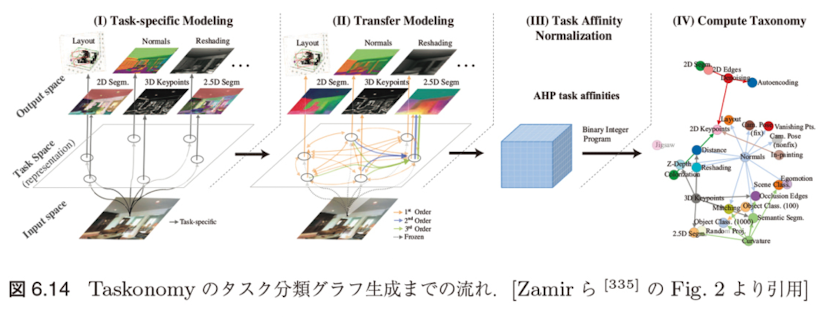 (I) Task-specific Modeling
(II) Transfer Modeling
(III) Task Affinity
Normalization
(IV) Compute Taxonomy
Output space
Task Space
(representation)
Input space
Layout
Normals
Reshading
...
2D Segm.
3D Keypoints
2.5D Segm
Task-specific
Layout
Normals
Reshading
...
2D Segm.
3D Keypoints
2.5D Segm
1st Order
2nd Order
3rd Order
Frozen
AHP task affinities
Binary Integer
Program
2D Segm.
2D Edges
Denoising
Autoencoding
Layout
2D Keypoints
Cam. Pose
(fix)
Vanishing Pts.
Cam. Pose
(nonfix)
Jigsaw
Distance
Normals
In-painting
Z-Depth
Reshading
Colorization
Scene Class.
Egomotion
3D Keypoints
Occlusion Edges
Matching
Object Class. (100)
Object Class. (1000)
Semantic Segm.
2.5D Segm.
Random Proj.
Curvature
図 6.14 Taskonomy のタスク分類グラフ生成までの流れ. [Zamir ら [335] の Fig. 2 より引用]